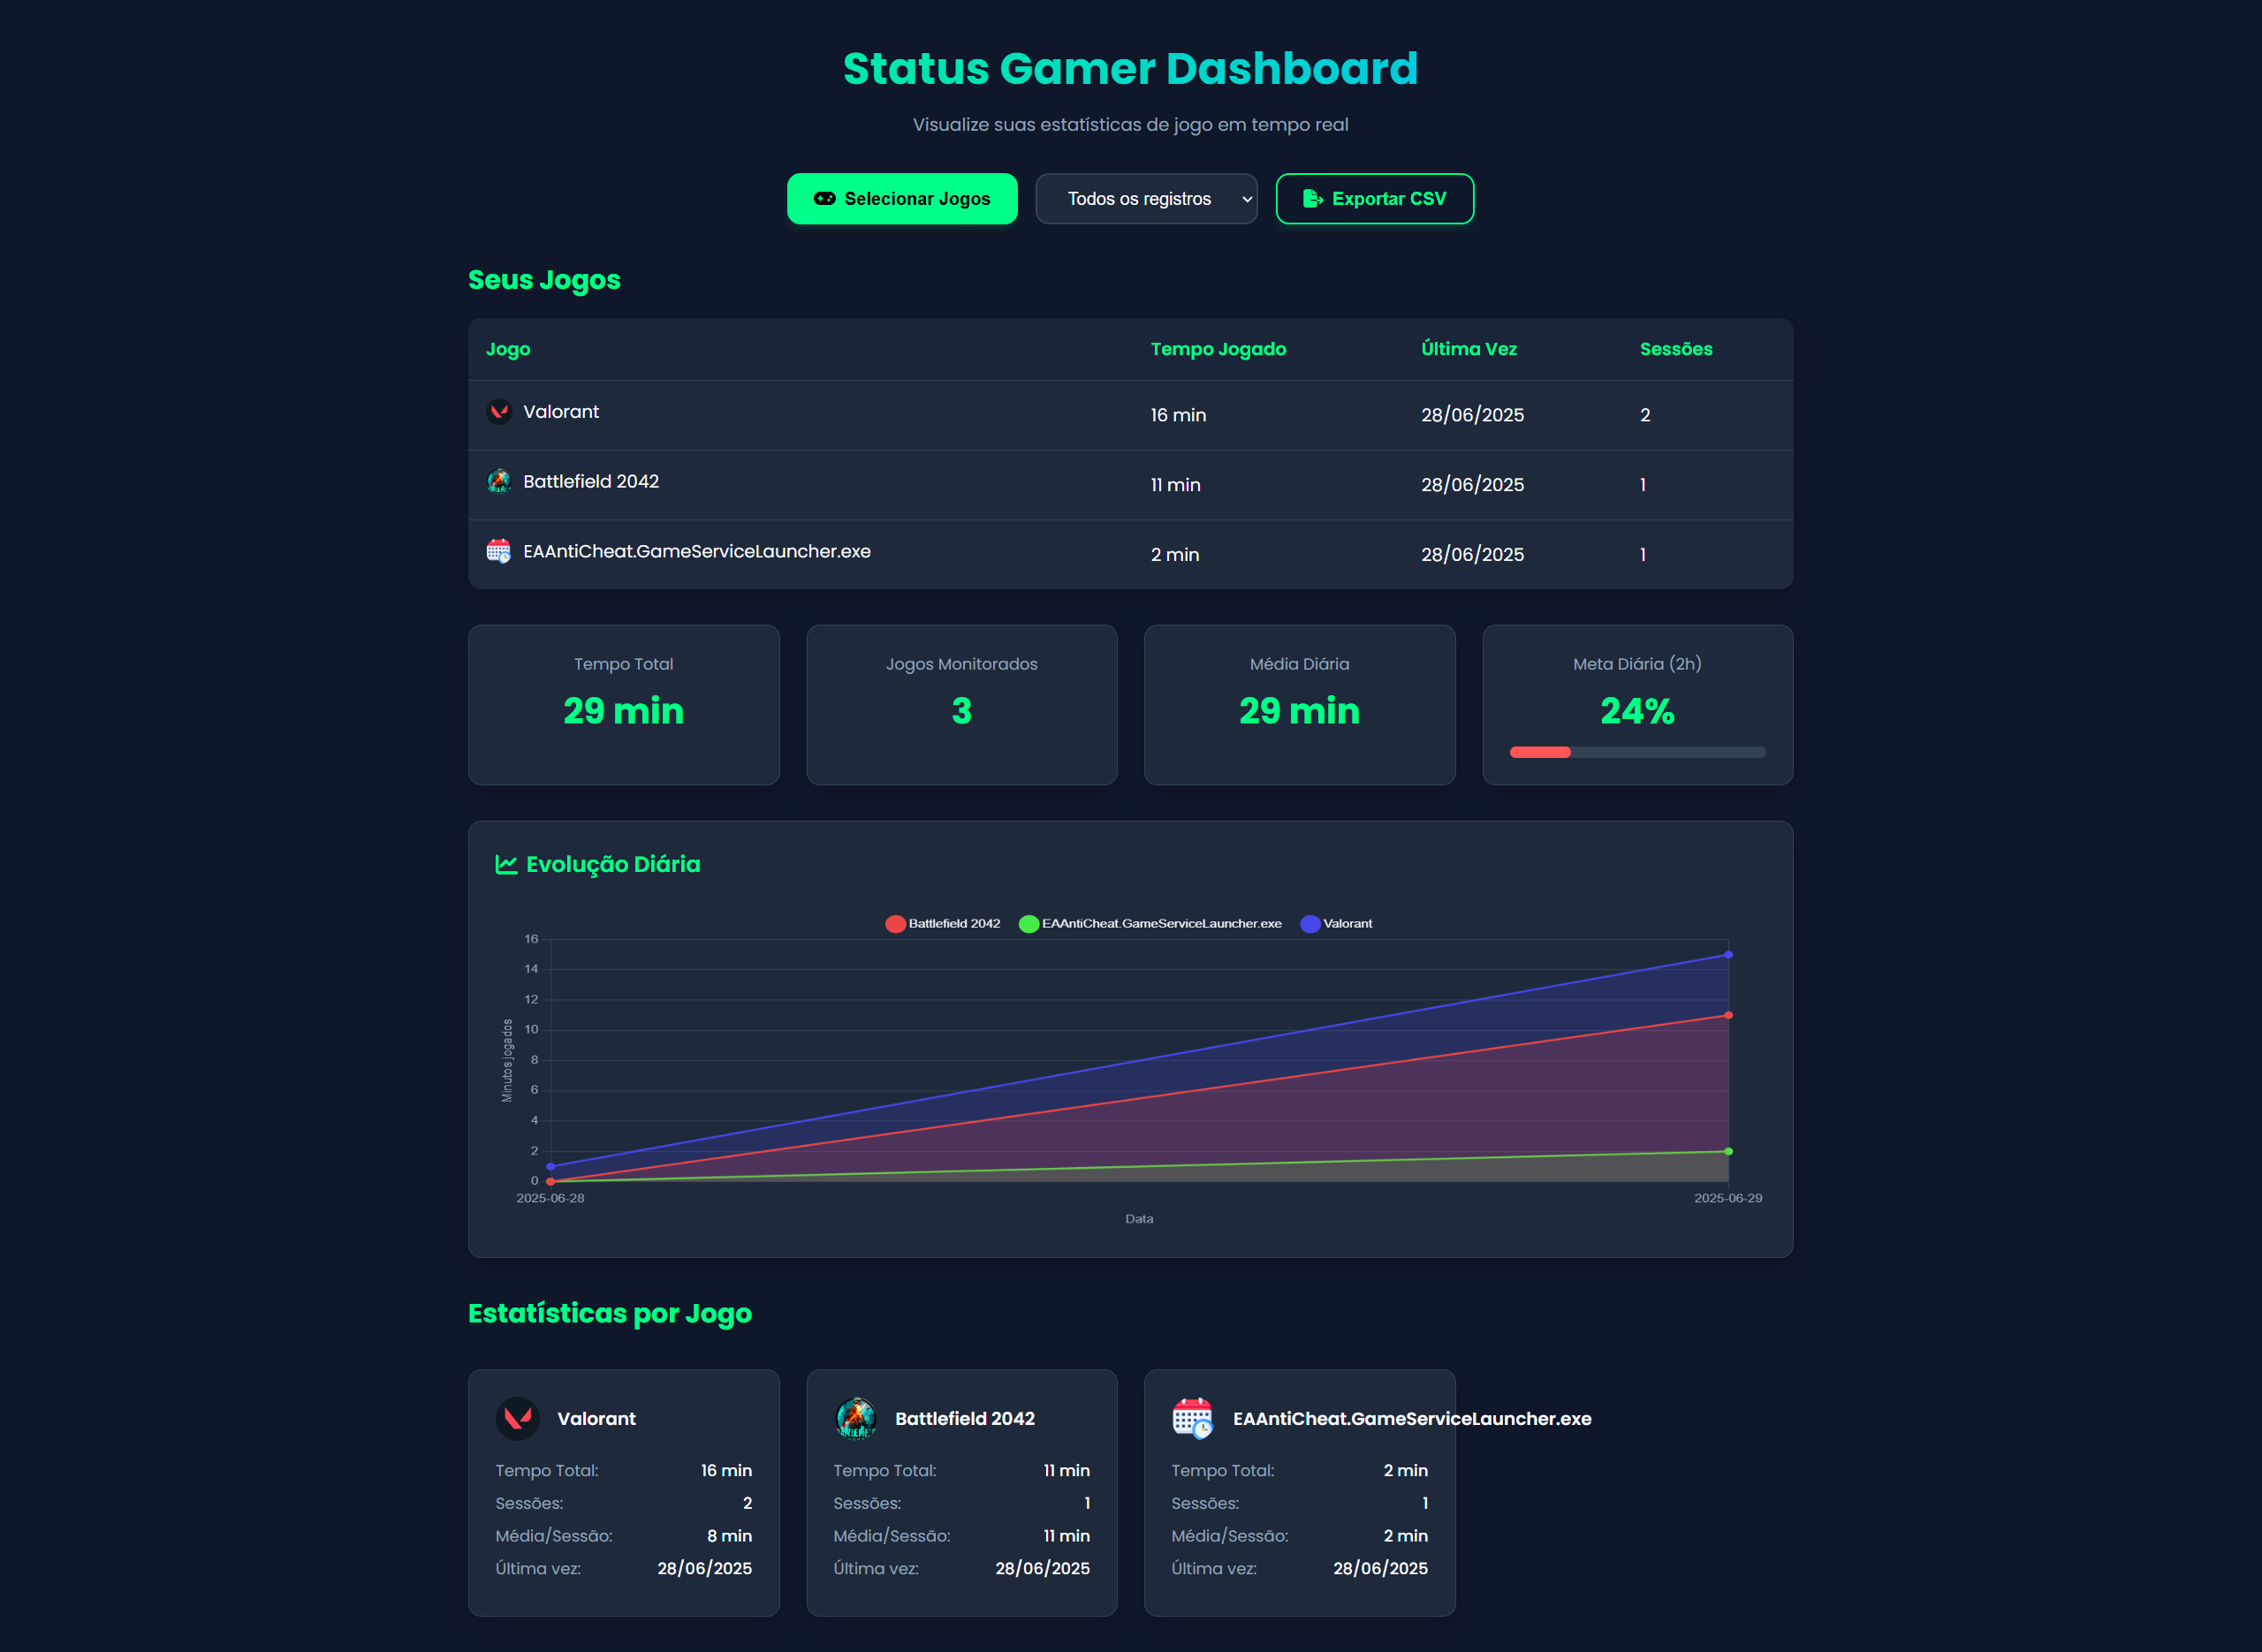 Status Gamer Dashboard
Visualize suas estatísticas de jogo em tempo real
Selecionar Jogos
Todos os registros
Exportar CSV
Seus Jogos
Jogo Tempo Jogado Última Vez Sessões
Valorant 16 min 28/06/2025 2
Battlefield 2042 11 min 28/06/2025 1
EAAntiCheat.GameServiceLauncher.exe 2 min 28/06/2025 1
Tempo Total
29 min
Jogos Monitorados
3
Média Diária
29 min
Meta Diária (2h)
24%
Evolução Diária
Battlefield 2042 EAAntiCheat.GameServiceLauncher.exe Valorant
16
14
12
10
8
6
4
2
0
Minutos jogados
2025-06-28 2025-06-29
Data
Estatísticas por Jogo
Valorant
Tempo Total: 16 min
Sessões: 2
Média/Sessão: 8 min
Última vez: 28/06/2025
Battlefield 2042
Tempo Total: 11 min
Sessões: 1
Média/Sessão: 11 min
Última vez: 28/06/2025
EAAntiCheat.GameServiceLauncher.exe
Tempo Total: 2 min
Sessões: 1
Média/Sessão: 2 min
Última vez: 28/06/2025